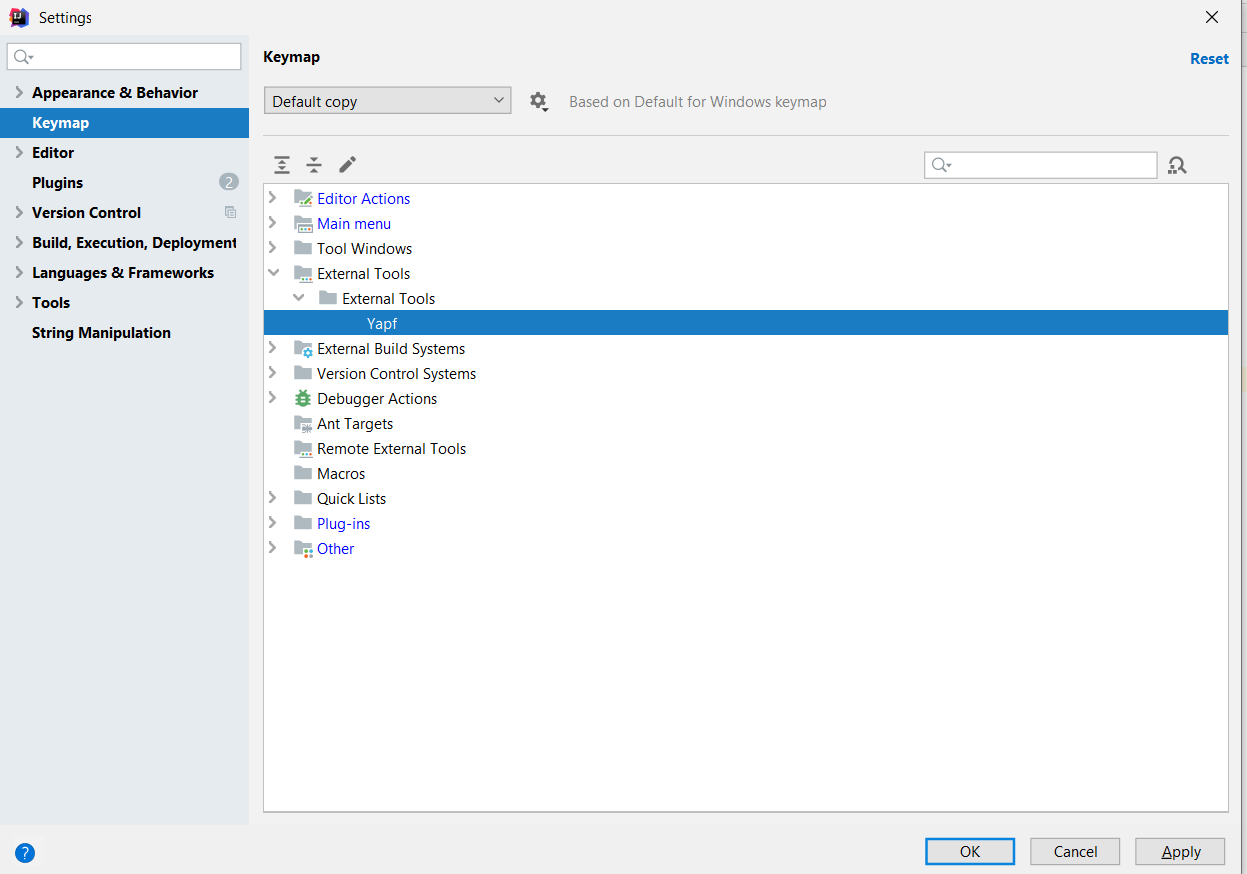 Settings
Appearance & Behavior
Keymap
Editor
Plugins 2
Version Control
Build, Execution, Deployment
Languages & Frameworks
Tools
String Manipulation
Keymap
Reset
Default copy
Based on Default for Windows keymap
Editor Actions
Main menu
Tool Windows
External Tools
External Tools
Yapf
External Build Systems
Version Control Systems
Debugger Actions
Ant Targets
Remote External Tools
Macros
Quick Lists
Plug-ins
Other
?
OK Cancel Apply